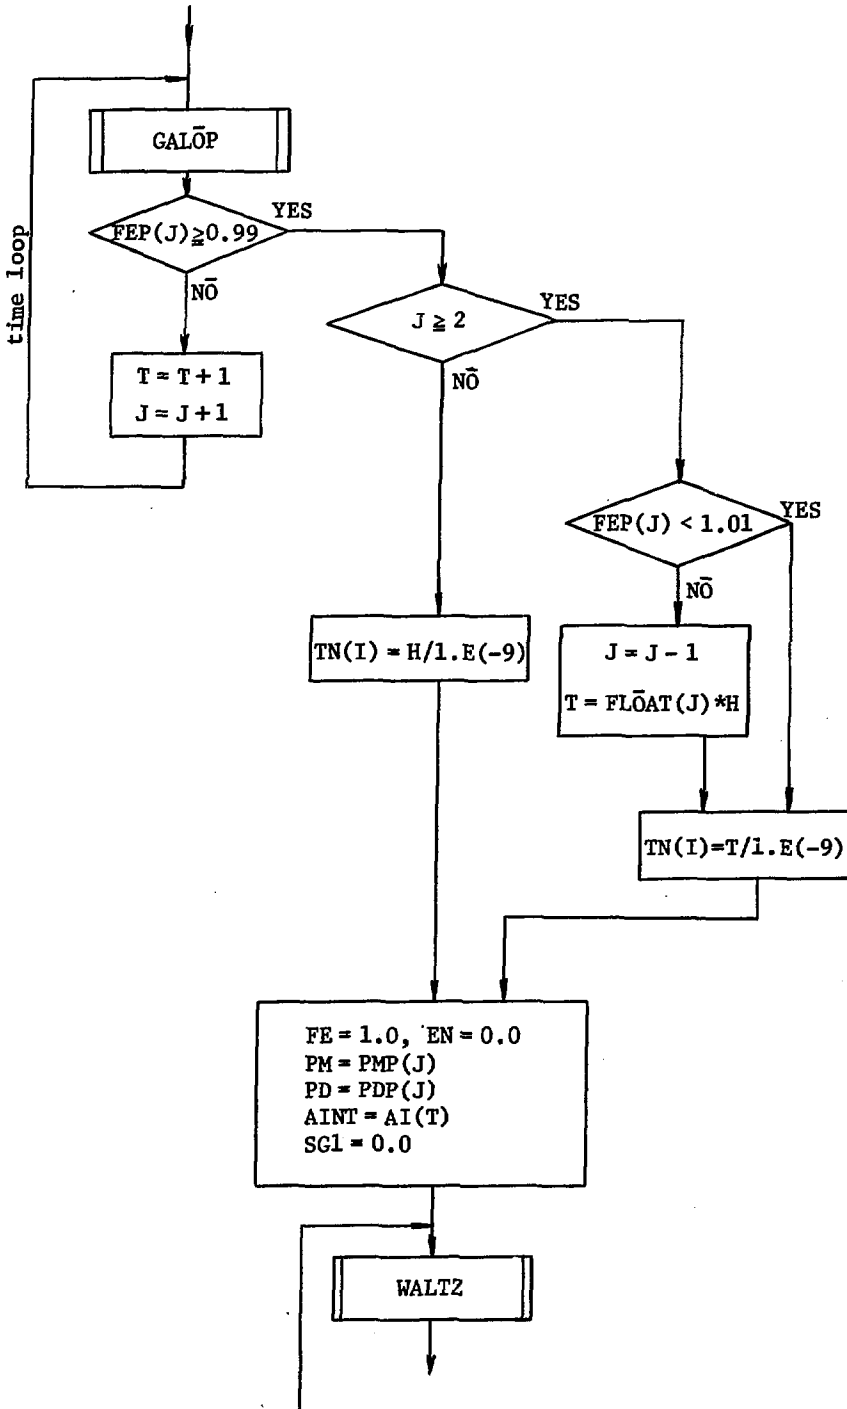 GALŌP
FEP(J)≧0.99
YES
NŌ
time loop
T = T+1
J = J+1
J ≧ 2
YES
NŌ
FEP(J) < 1.01
YES
NŌ
TN(I) = H/1.E(-9)
J = J-1
T = FLŌAT(J)*H
TN(I)=T/1.E(-9)
FE = 1.0, EN = 0.0
PM = PMP(J)
PD = PDP(J)
AINT = AI(T)
SG1 = 0.0
WALTZ